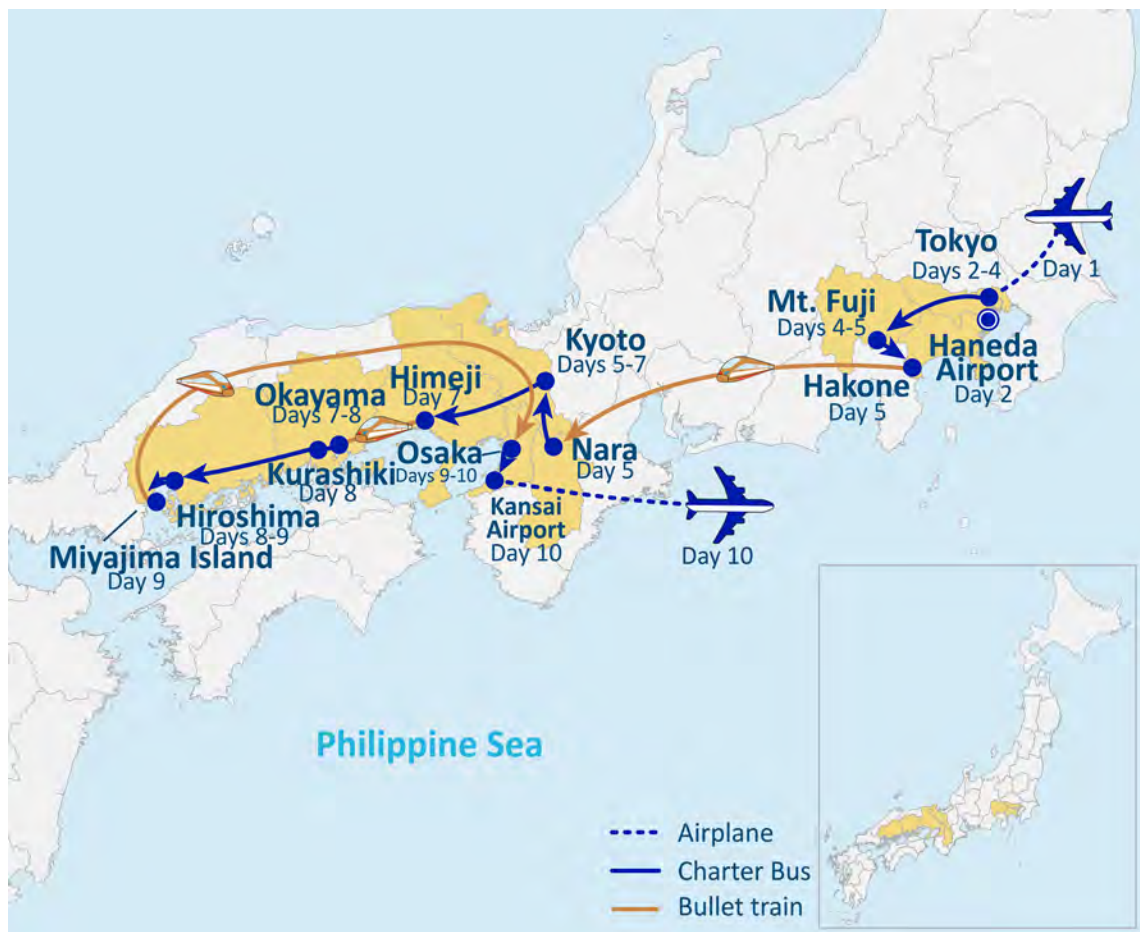 Tokyo
Days 2-4
Day 1
Mt. Fuji
Days 4-5
Haneda
Airport
Day 2
Hakone
Day 5
Kyoto
Days 5-7
Himeji
Day 7
Okayama
Days 7-8
Osaka
Days 9-10
Nara
Day 5
Kurashiki
Day 8
Kansai
Airport
Day 10
Hiroshima
Days 8-9
Miyajima Island
Day 9
Day 10
Philippine Sea
Airplane
Charter Bus
Bullet train